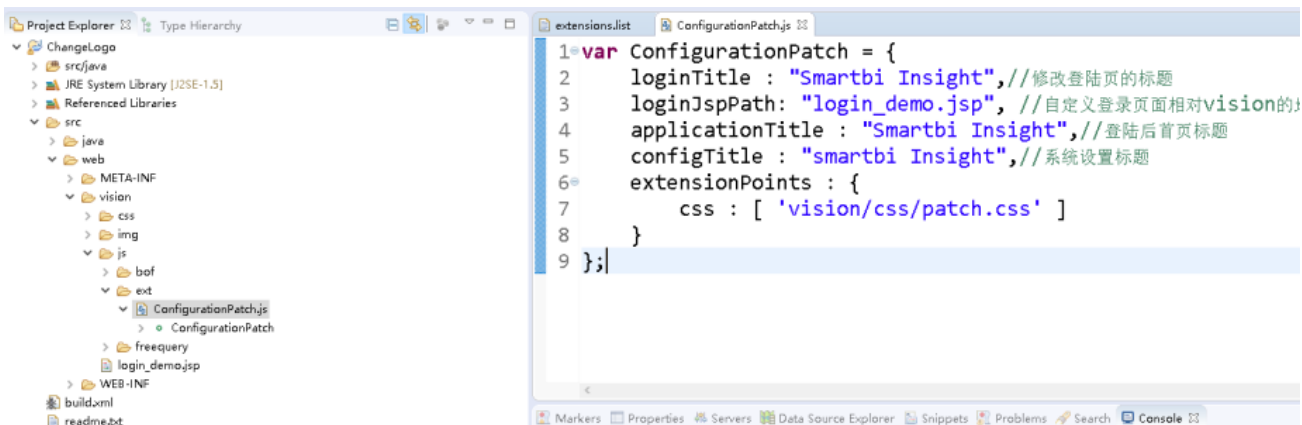 Project Explorer
Type Hierarchy
ChangeLogo
src/java
JRE System Library [J2SE-1.5]
Referenced Libraries
src
java
web
META-INF
vision
css
img
js
bof
ext
ConfigurationPatch.js
ConfigurationPatch
freequery
login_demo.jsp
WEB-INF
build.xml
readme.txt
extensions.list
ConfigurationPatch.js
1 var ConfigurationPatch = {
2 loginTitle : "Smartbi Insight",//修改登陆页的标题
3 loginJspPath: "login_demo.jsp", //自定义登录页面相对vision的
4 applicationTitle : "Smartbi Insight",//登陆后首页标题
5 configTitle : "smartbi Insight",//系统设置标题
6 extensionPoints : {
7 css : [ 'vision/css/patch.css' ]
8 }
9 };
Markers Properties Servers Data Source Explorer Snippets Problems Search Console